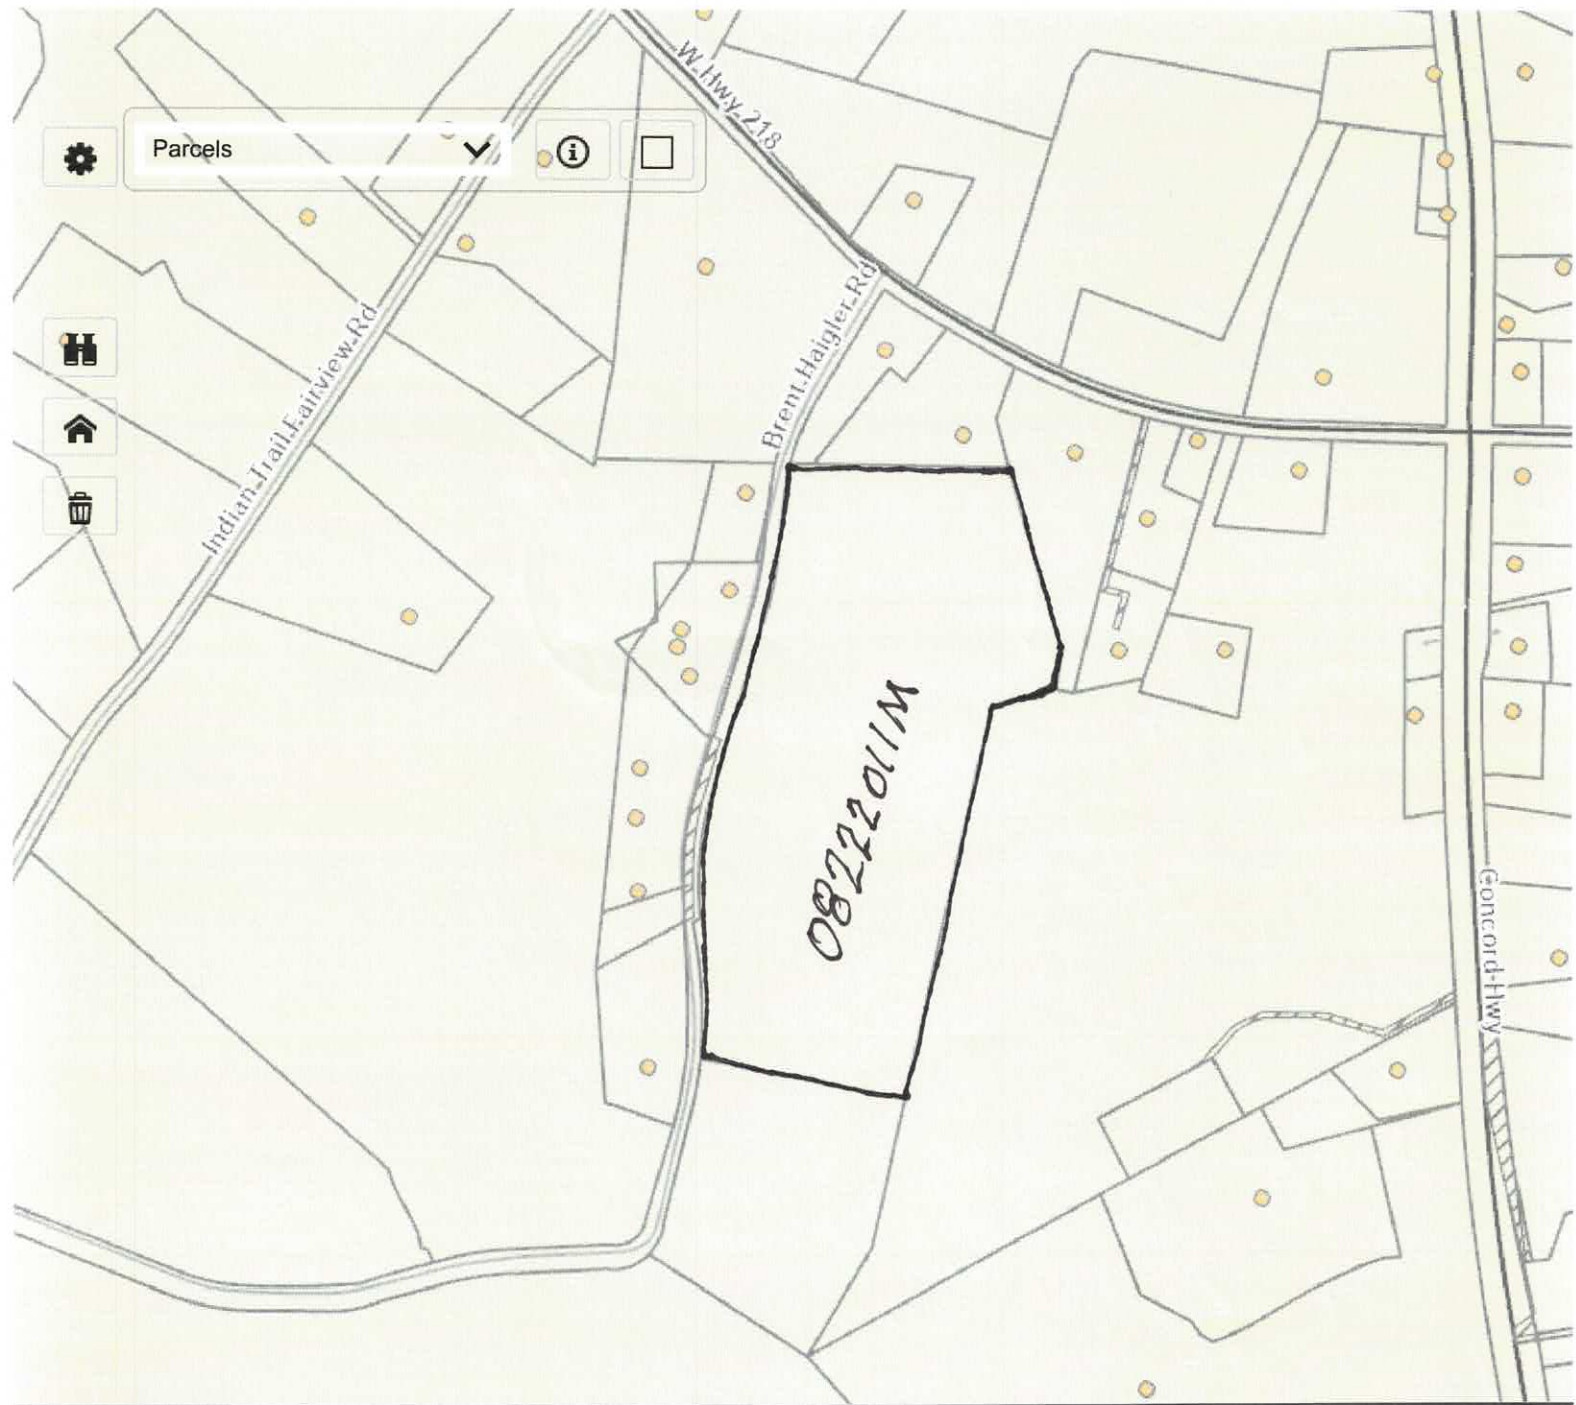 W Hwy 218
Parcels
Brent Haigler Rd
Indian Trail Fairview Rd
08222011M
Concord Hwy